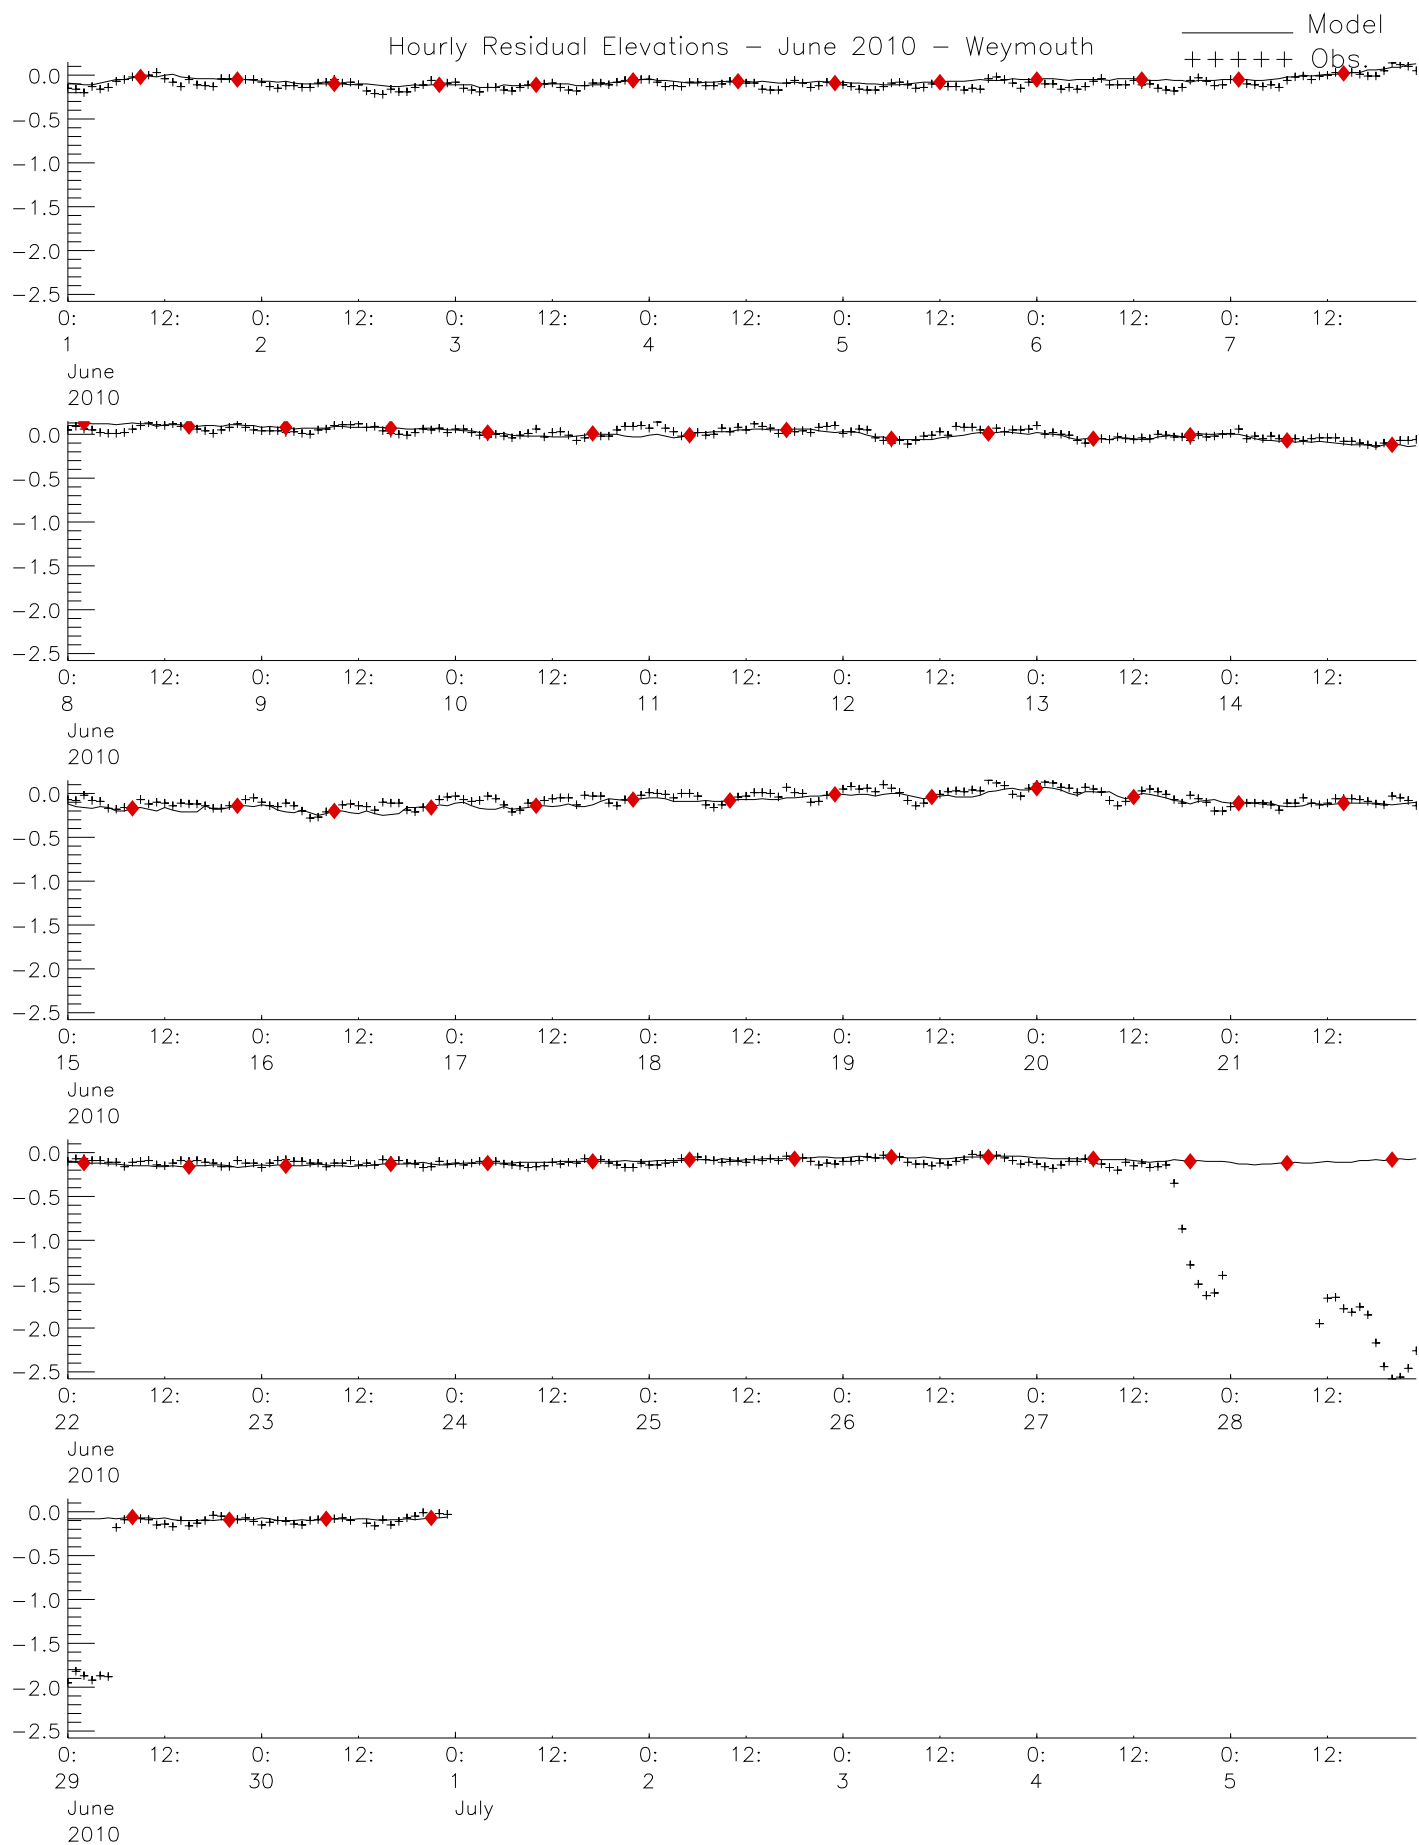 Hourly Residual Elevations – June 2010 – Weymouth
Model
+++++ Obs.
0.0
−0.5
−1.0
−1.5
−2.0
−2.5
0: 12: 0: 12: 0: 12: 0: 12: 0: 12: 0: 12: 0: 12:
1 2 3 4 5 6 7
June
2010
0.0
−0.5
−1.0
−1.5
−2.0
−2.5
0: 12: 0: 12: 0: 12: 0: 12: 0: 12: 0: 12: 0: 12:
8 9 10 11 12 13 14
June
2010
0.0
−0.5
−1.0
−1.5
−2.0
−2.5
0: 12: 0: 12: 0: 12: 0: 12: 0: 12: 0: 12: 0: 12:
15 16 17 18 19 20 21
June
2010
0.0
−0.5
−1.0
−1.5
−2.0
−2.5
0: 12: 0: 12: 0: 12: 0: 12: 0: 12: 0: 12: 0: 12:
22 23 24 25 26 27 28
June
2010
0.0
−0.5
−1.0
−1.5
−2.0
−2.5
0: 12: 0: 12: 0: 12: 0: 12: 0: 12: 0: 12: 0: 12:
29 30 1 2 3 4 5
June July
2010